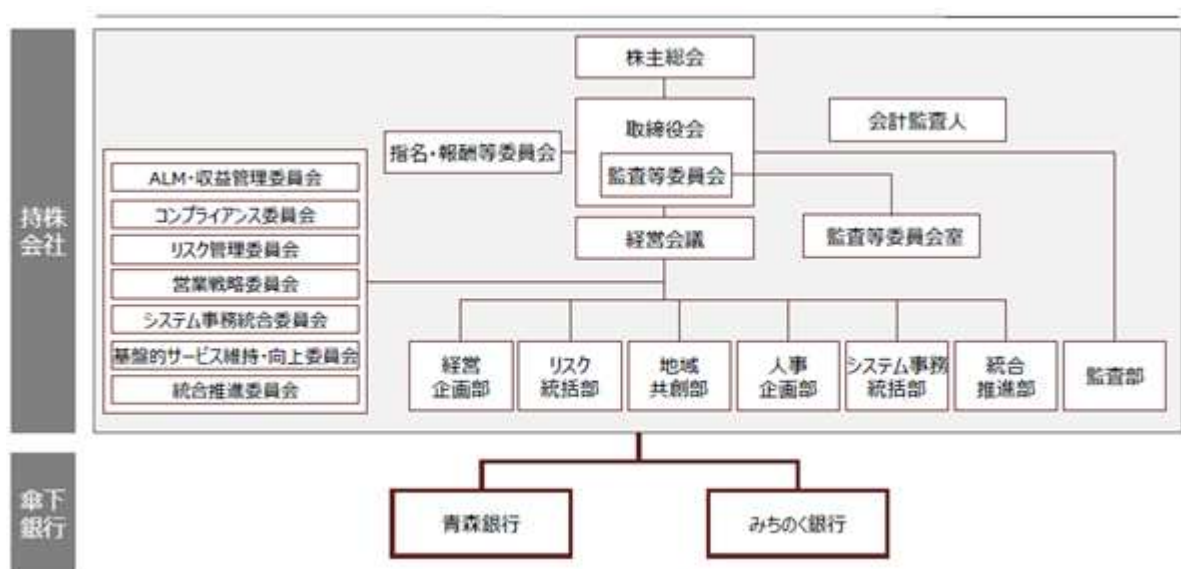 持株
会社
株主総会
取締役会
会計監査人
指名・報酬等委員会
監査等委員会
監査等委員会室
経営会議
ALM・収益管理委員会
コンプライアンス委員会
リスク管理委員会
営業戦略委員会
システム事務統合委員会
基盤的サービス維持・向上委員会
統合推進委員会
経営
企画部
リスク
統括部
地域
共創部
人事
企画部
システム事務
統括部
統合
推進部
監査部
傘下
銀行
青森銀行
みちのく銀行